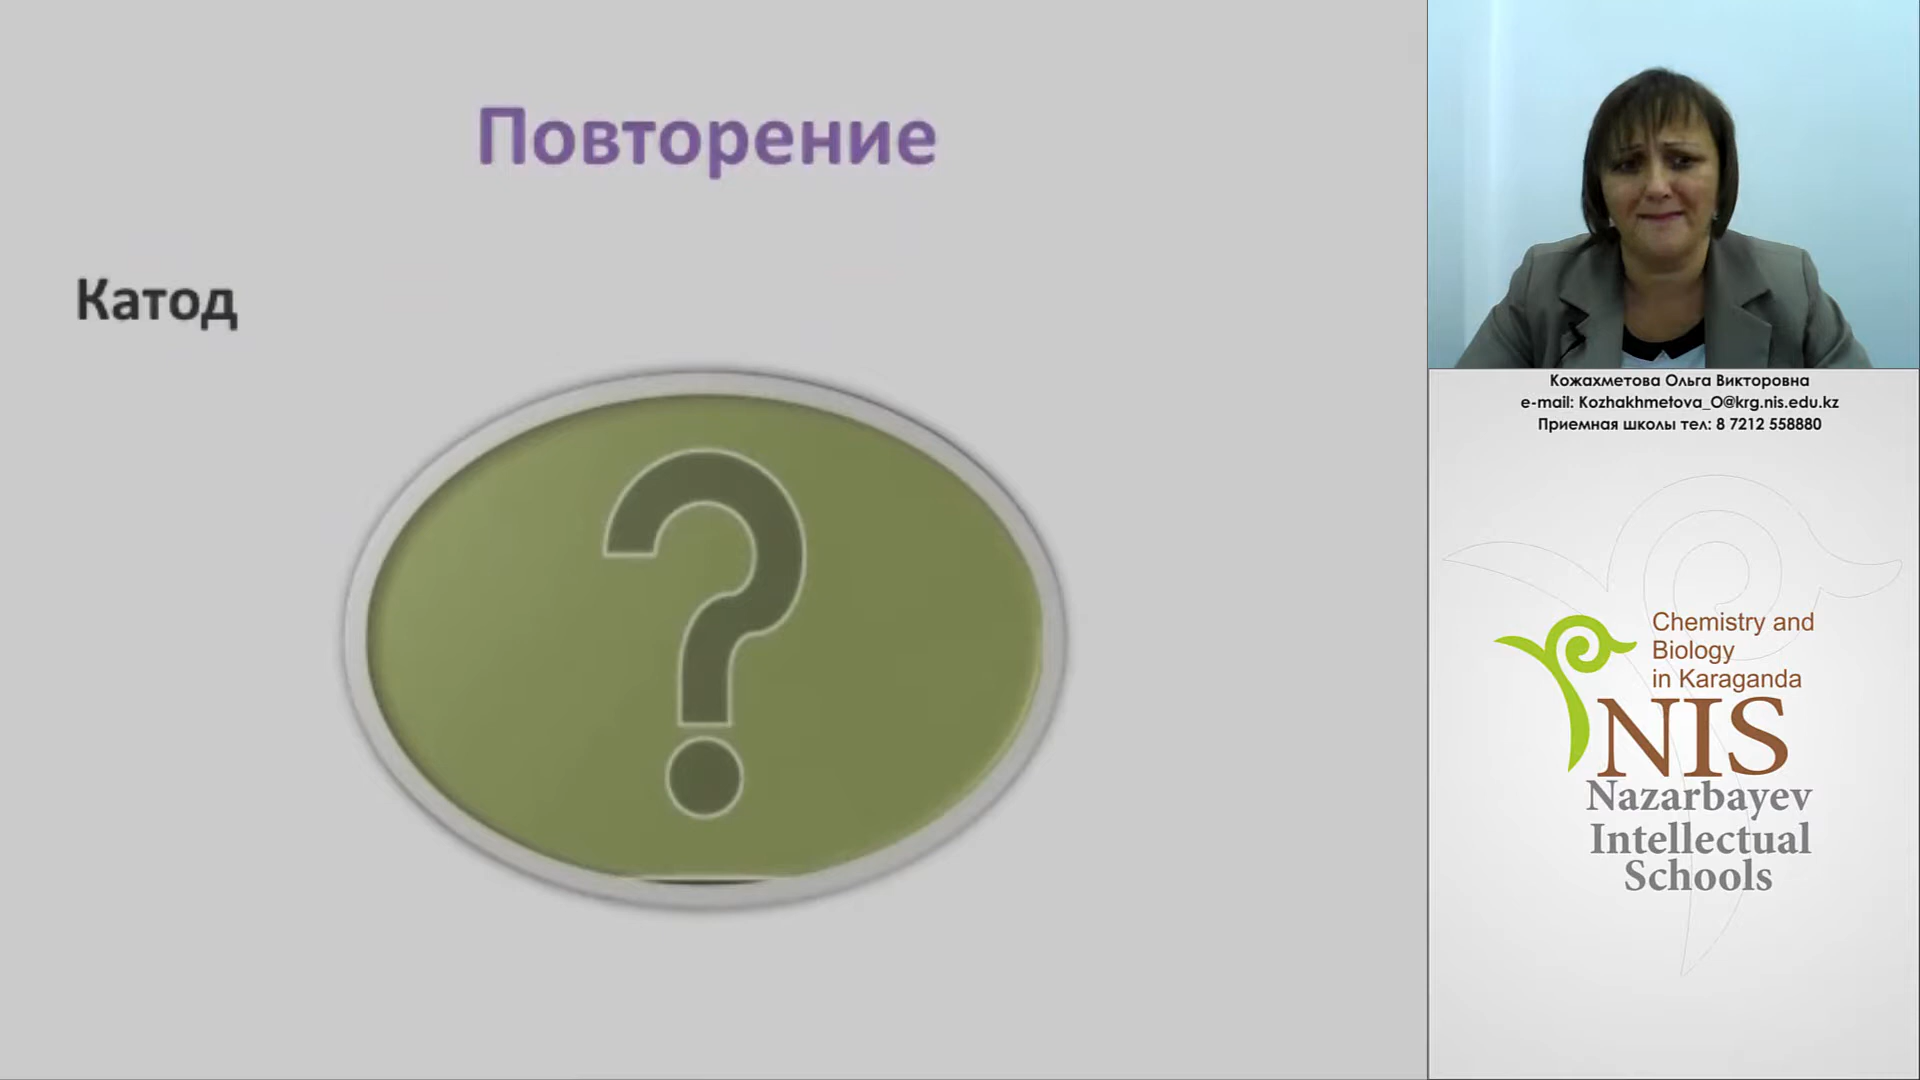 Повторение
Катод
?
Кожахметова Ольга Викторовна
e-mail: Kozhakhmetova_O@krg.nis.edu.kz
Приемная школы тел: 8 7212 558880
Chemistry and
Biology
in Karaganda
NIS
Nazarbayev
Intellectual
Schools